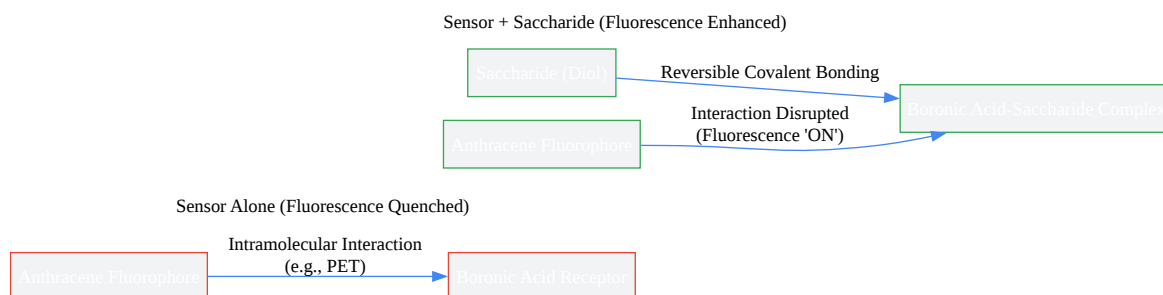 Sensor + Saccharide (Fluorescence Enhanced)
Saccharide (Diol)
Reversible Covalent Bonding
Boronic Acid-Saccharide Complex
Interaction Disrupted
(Fluorescence 'ON')
Anthracene Fluorophore
Sensor Alone (Fluorescence Quenched)
Intramolecular Interaction
(e.g., PET)
Anthracene Fluorophore
Boronic Acid Receptor